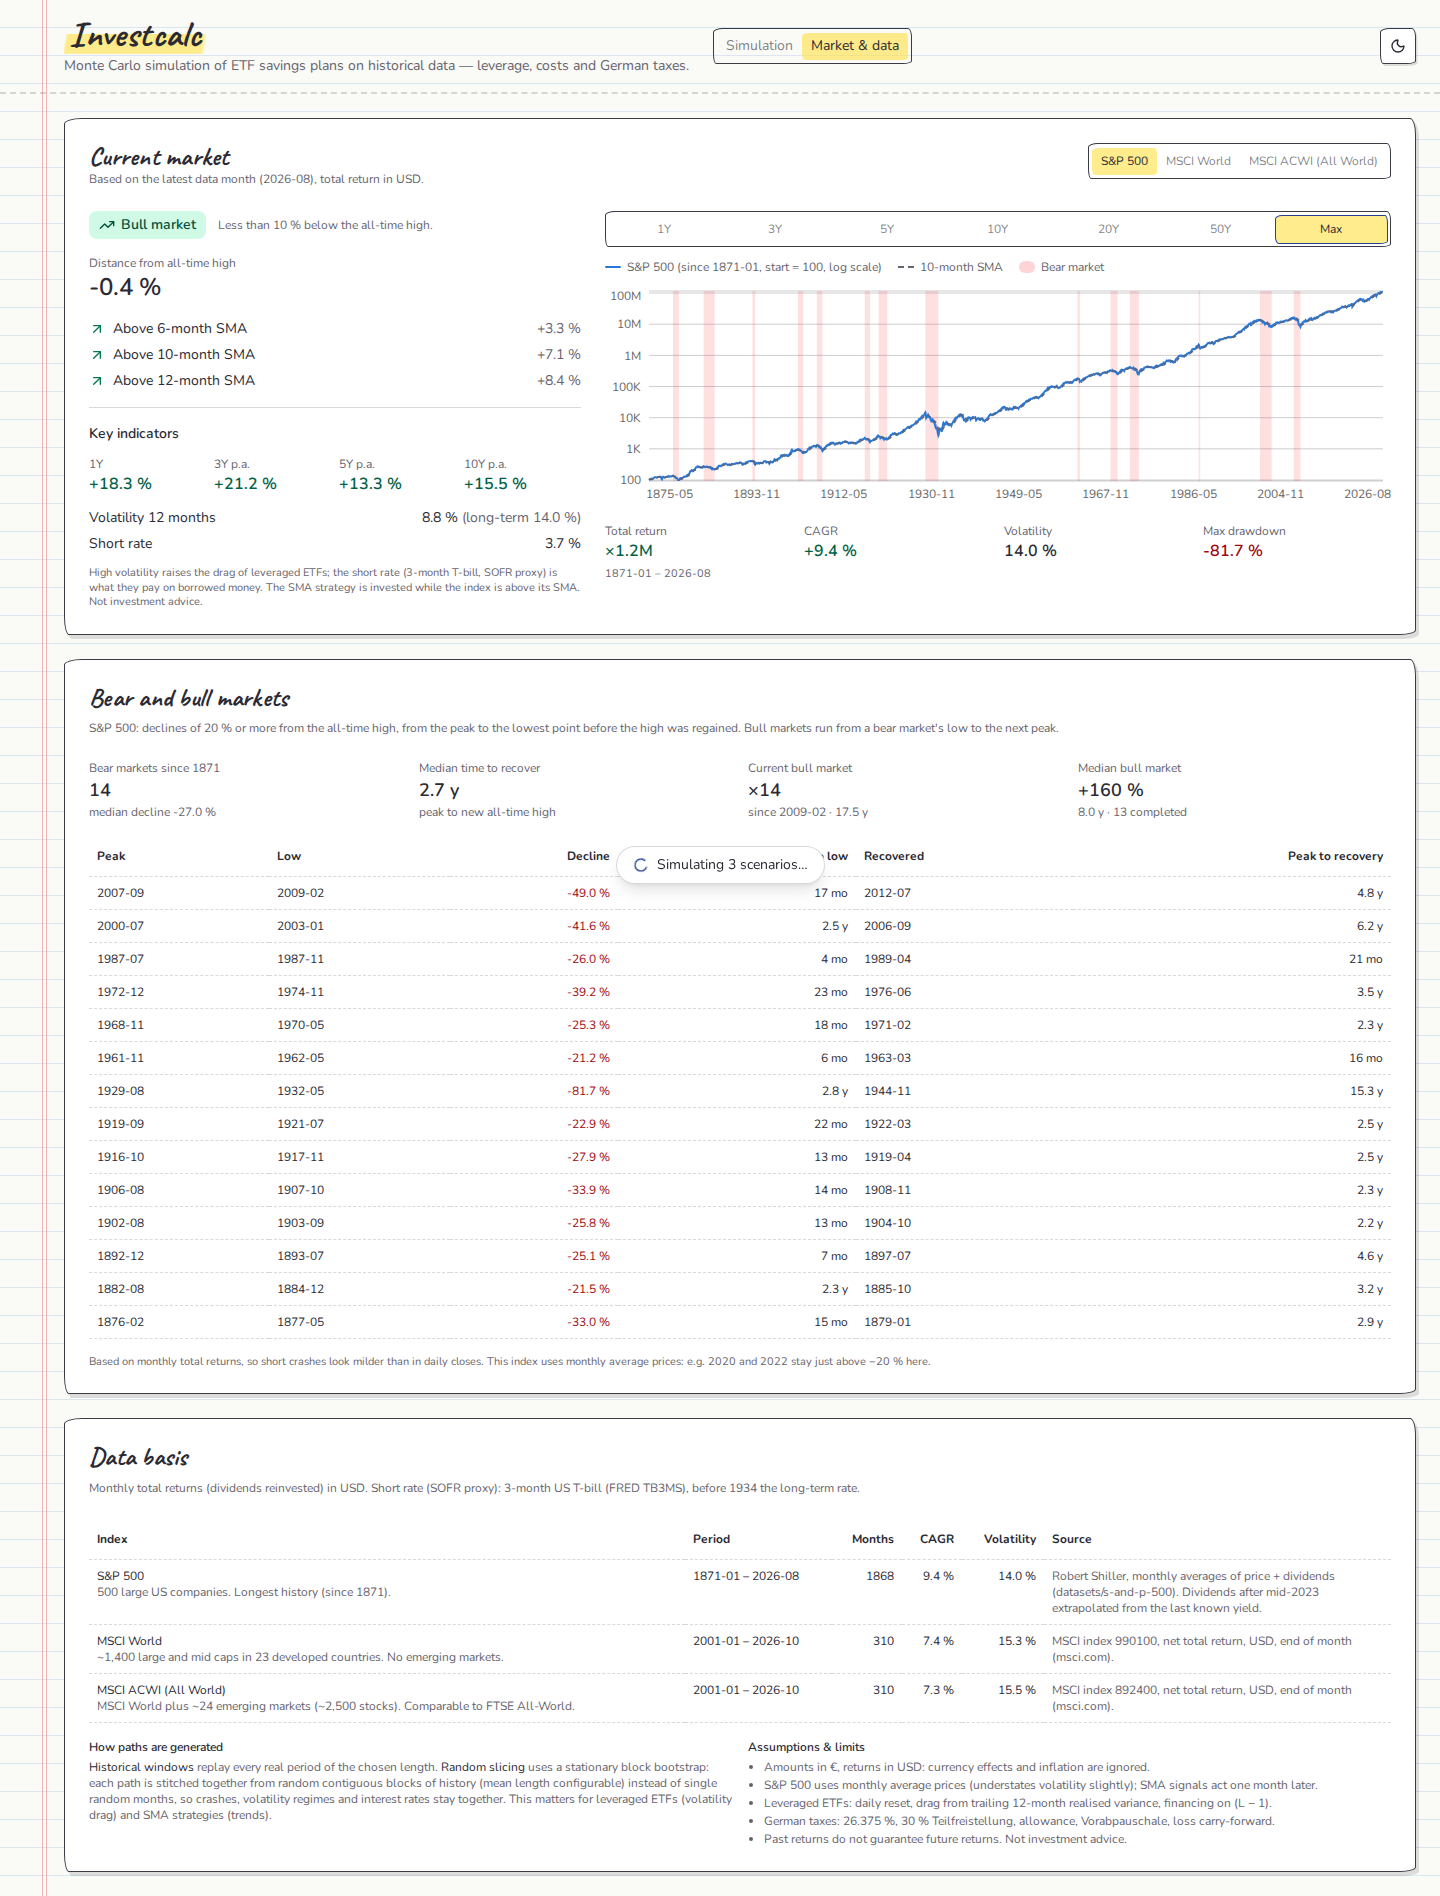 Investcalc
Monte Carlo simulation of ETF savings plans on historical data — leverage, costs and German taxes.
Simulation Market & data
Current market
Based on the latest data month (2026-08), total return in USD.
S&P 500 MSCI World MSCI ACWI (All World)
Bull market Less than 10 % below the all-time high.
Distance from all-time high
-0.4 %
Above 6-month SMA +3.3 %
Above 10-month SMA +7.1 %
Above 12-month SMA +8.4 %
Key indicators
1Y 3Y p.a. 5Y p.a. 10Y p.a.
+18.3 % +21.2 % +13.3 % +15.5 %
Volatility 12 months 8.8 % (long-term 14.0 %)
Short rate 3.7 %
High volatility raises the drag of leveraged ETFs; the short rate (3-month T-bill, SOFR proxy) is
what they pay on borrowed money. The SMA strategy is invested while the index is above its SMA.
Not investment advice.
1Y 3Y 5Y 10Y 20Y 50Y Max
S&P 500 (since 1871-01, start = 100, log scale) 10-month SMA Bear market
100M
10M
1M
100K
10K
1K
100
1875-05 1893-11 1912-05 1930-11 1949-05 1967-11 1986-05 2004-11 2026-08
Total return CAGR Volatility Max drawdown
×1.2M +9.4 % 14.0 % -81.7 %
1871-01 – 2026-08
Bear and bull markets
S&P 500: declines of 20 % or more from the all-time high, from the peak to the lowest point before the high was regained. Bull markets run from a bear market's low to the next peak.
Bear markets since 1871 Median time to recover Current bull market Median bull market
14 2.7 y ×14 +160 %
median decline -27.0 % peak to new all-time high since 2009-02 · 17.5 y 8.0 y · 13 completed
Peak Low Decline low Recovered Peak to recovery
Simulating 3 scenarios…
2007-09 2009-02 -49.0 % 17 mo 2012-07 4.8 y
2000-07 2003-01 -41.6 % 2.5 y 2006-09 6.2 y
1987-07 1987-11 -26.0 % 4 mo 1989-04 21 mo
1972-12 1974-11 -39.2 % 23 mo 1976-06 3.5 y
1968-11 1970-05 -25.3 % 18 mo 1971-02 2.3 y
1961-11 1962-05 -21.2 % 6 mo 1963-03 16 mo
1929-08 1932-05 -81.7 % 2.8 y 1944-11 15.3 y
1919-09 1921-07 -22.9 % 22 mo 1922-03 2.5 y
1916-10 1917-11 -27.9 % 13 mo 1919-04 2.5 y
1906-08 1907-10 -33.9 % 14 mo 1908-11 2.3 y
1902-08 1903-09 -25.8 % 13 mo 1904-10 2.2 y
1892-12 1893-07 -25.1 % 7 mo 1897-07 4.6 y
1882-08 1884-12 -21.5 % 2.3 y 1885-10 3.2 y
1876-02 1877-05 -33.0 % 15 mo 1879-01 2.9 y
Based on monthly total returns, so short crashes look milder than in daily closes. This index uses monthly average prices: e.g. 2020 and 2022 stay just above −20 % here.
Data basis
Monthly total returns (dividends reinvested) in USD. Short rate (SOFR proxy): 3-month US T-bill (FRED TB3MS), before 1934 the long-term rate.
Index Period Months CAGR Volatility Source
S&P 500 1871-01 – 2026-08 1868 9.4 % 14.0 % Robert Shiller, monthly averages of price + dividends
500 large US companies. Longest history (since 1871). (datasets/s-and-p-500). Dividends after mid-2023
extrapolated from the last known yield.
MSCI World 2001-01 – 2026-10 310 7.4 % 15.3 % MSCI index 990100, net total return, USD, end of month
~1,400 large and mid caps in 23 developed countries. No emerging markets. (msci.com).
MSCI ACWI (All World) 2001-01 – 2026-10 310 7.3 % 15.5 % MSCI index 892400, net total return, USD, end of month
MSCI World plus ~24 emerging markets (~2,500 stocks). Comparable to FTSE All-World. (msci.com).
How paths are generated
Historical windows replay every real period of the chosen length. Random slicing uses a stationary block bootstrap:
each path is stitched together from random contiguous blocks of history (mean length configurable) instead of single
random months, so crashes, volatility regimes and interest rates stay together. This matters for leveraged ETFs (volatility
drag) and SMA strategies (trends).
Assumptions & limits
• Amounts in €, returns in USD: currency effects and inflation are ignored.
• S&P 500 uses monthly average prices (understates volatility slightly); SMA signals act one month later.
• Leveraged ETFs: daily reset, drag from trailing 12-month realised variance, financing on (L − 1).
• German taxes: 26.375 %, 30 % Teilfreistellung, allowance, Vorabpauschale, loss carry-forward.
• Past returns do not guarantee future returns. Not investment advice.